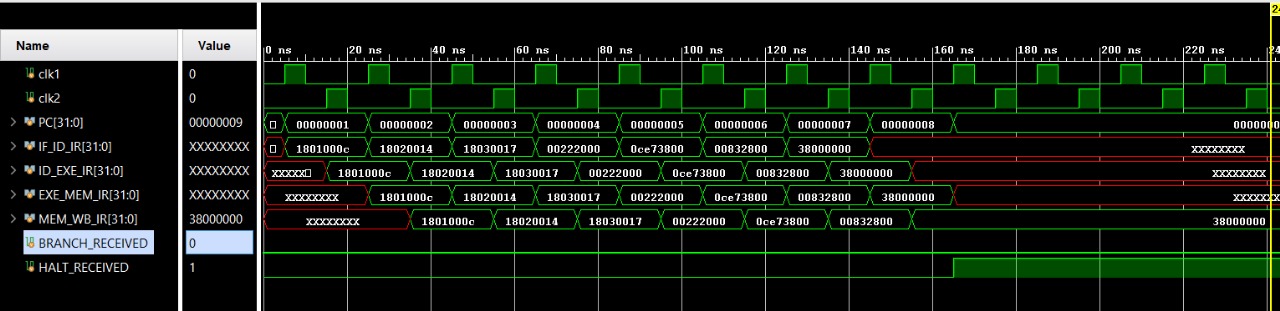 24
Name Value
0 ns 20 ns 40 ns 60 ns 80 ns 100 ns 120 ns 140 ns 160 ns 180 ns 200 ns 220 ns 24
clk1 0
clk2 0
PC[31:0] 00000009 00000001 00000002 00000003 00000004 00000005 00000006 00000007 00000008 0000000
IF_ID_IR[31:0] XXXXXXXX 1801000c 18020014 18030017 00222000 0ce73800 00832800 38000000 XXXXXXXX
ID_EXE_IR[31:0] XXXXXXXX XXXXX 1801000c 18020014 18030017 00222000 0ce73800 00832800 38000000 XXXXXXXX
EXE_MEM_IR[31:0] XXXXXXXX XXXXXXXX 1801000c 18020014 18030017 00222000 0ce73800 00832800 38000000 XXXXXXX
MEM_WB_IR[31:0] 38000000 XXXXXXXX 1801000c 18020014 18030017 00222000 0ce73800 00832800 38000000
BRANCH_RECEIVED 0
HALT_RECEIVED 1